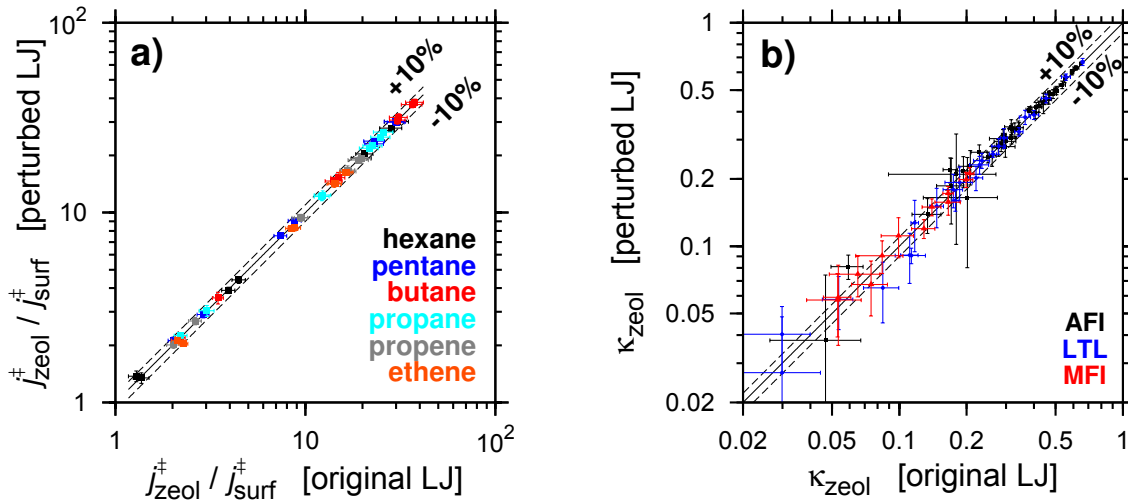 a)
+10%
-10%
hexane
pentane
butane
propane
propene
ethene
10²
10
1
j‡zeol / j‡surf [perturbed LJ]
1 10 10²
j‡zeol / j‡surf [original LJ]
b)
+10%
-10%
AFI
LTL
MFI
1
0.5
0.2
0.1
0.05
0.02
κzeol [perturbed LJ]
0.02 0.05 0.1 0.2 0.5 1
κzeol [original LJ]